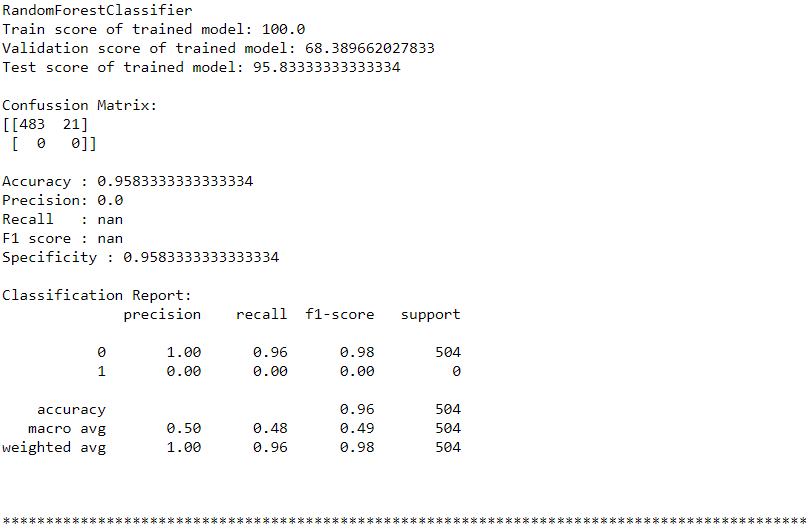 RandomForestClassifier
Train score of trained model: 100.0
Validation score of trained model: 68.389662027833
Test score of trained model: 95.83333333333334
Confussion Matrix:
[[483  21]
 [  0   0]]
Accuracy : 0.9583333333333334
Precision: 0.0
Recall   : nan
F1 score : nan
Specificity : 0.9583333333333334
Classification Report:
              precision    recall  f1-score   support
           0       1.00      0.96      0.98       504
           1       0.00      0.00      0.00         0
    accuracy                           0.96       504
   macro avg       0.50      0.48      0.49       504
weighted avg       1.00      0.96      0.98       504
*********************************************************************************************